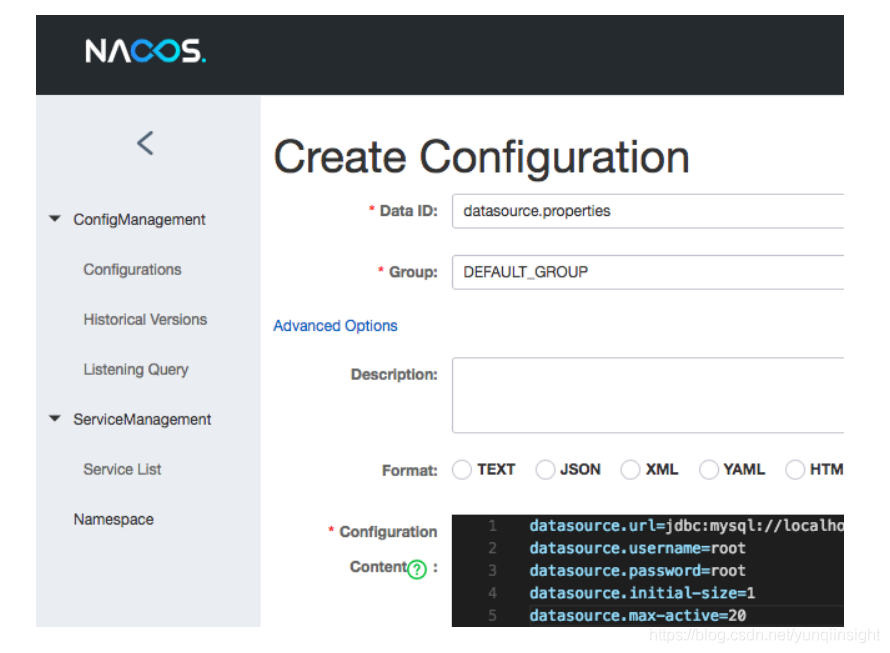 NACOS.
Create Configuration
ConfigManagement
Configurations
Historical Versions
Listening Query
ServiceManagement
Service List
Namespace
* Data ID: datasource.properties
* Group: DEFAULT_GROUP
Advanced Options
Description:
Format: TEXT JSON XML YAML HTM
* Configuration
Content ? :
1 datasource.url=jdbc:mysql://localho
2 datasource.username=root
3 datasource.password=root
4 datasource.initial-size=1
5 datasource.max-active=20
https://blog.csdn.net/yunqiinsight